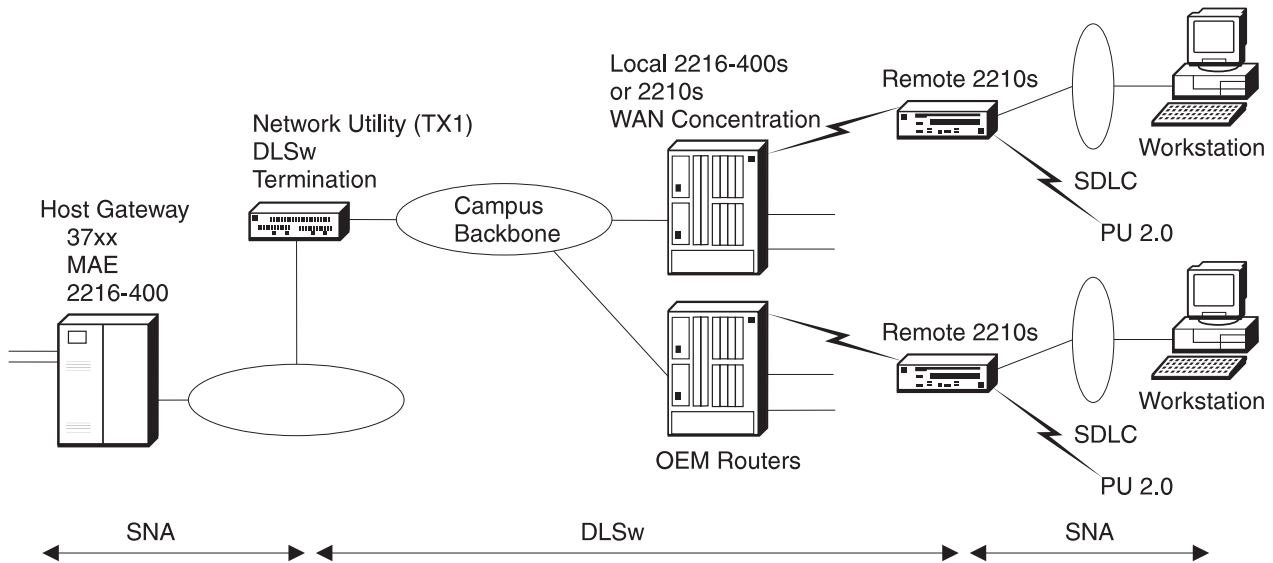 Host Gateway
37xx
MAE
2216-400
Network Utility (TX1)
DLSw
Termination
Campus
Backbone
Local 2216-400s
or 2210s
WAN Concentration
Remote 2210s
Workstation
SDLC
PU 2.0
OEM Routers
Remote 2210s
Workstation
SDLC
PU 2.0
SNA
DLSw
SNA